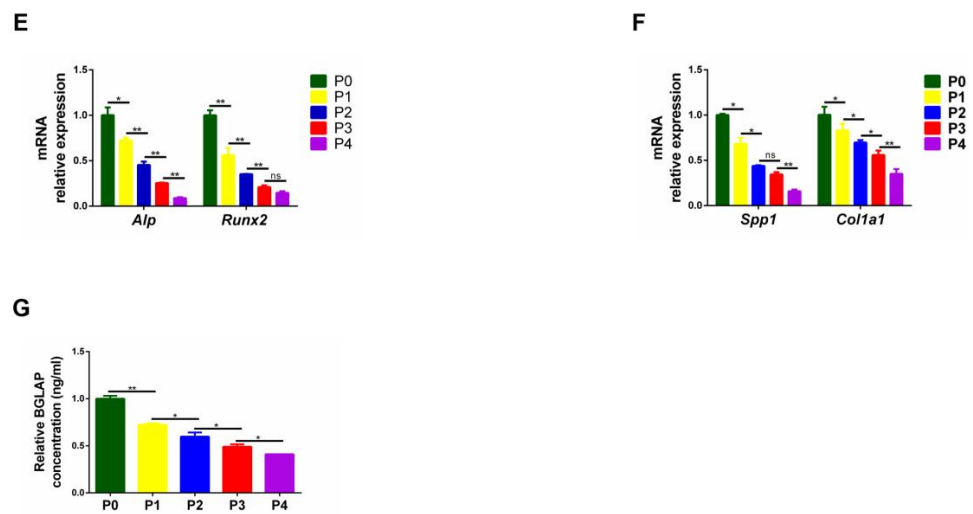 E
mRNA
relative expression
1.5
1.0
0.5
0.0
* ** ** **
** ** ** ns
Alp Runx2
P0
P1
P2
P3
P4
F
mRNA
relative expression
1.5
1.0
0.5
0.0
* * ns **
* * * **
Spp1 Col1a1
P0
P1
P2
P3
P4
G
Relative BGLAP
concentration (ng/ml)
1.5
1.0
0.5
0.0
** * * *
P0 P1 P2 P3 P4